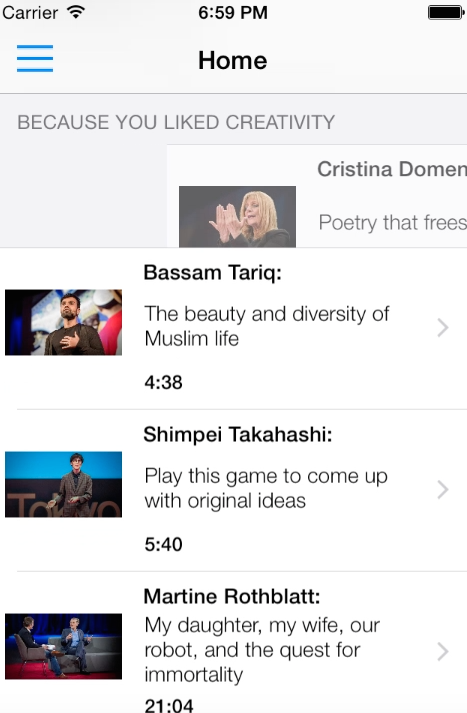 Carrier 6:59 PM
Home
BECAUSE YOU LIKED CREATIVITY
Cristina Domen
Poetry that frees
Bassam Tariq:
The beauty and diversity of
Muslim life
4:38
Shimpei Takahashi:
Play this game to come up
with original ideas
5:40
Tokyo
Martine Rothblatt:
My daughter, my wife, our
robot, and the quest for
immortality
21:04